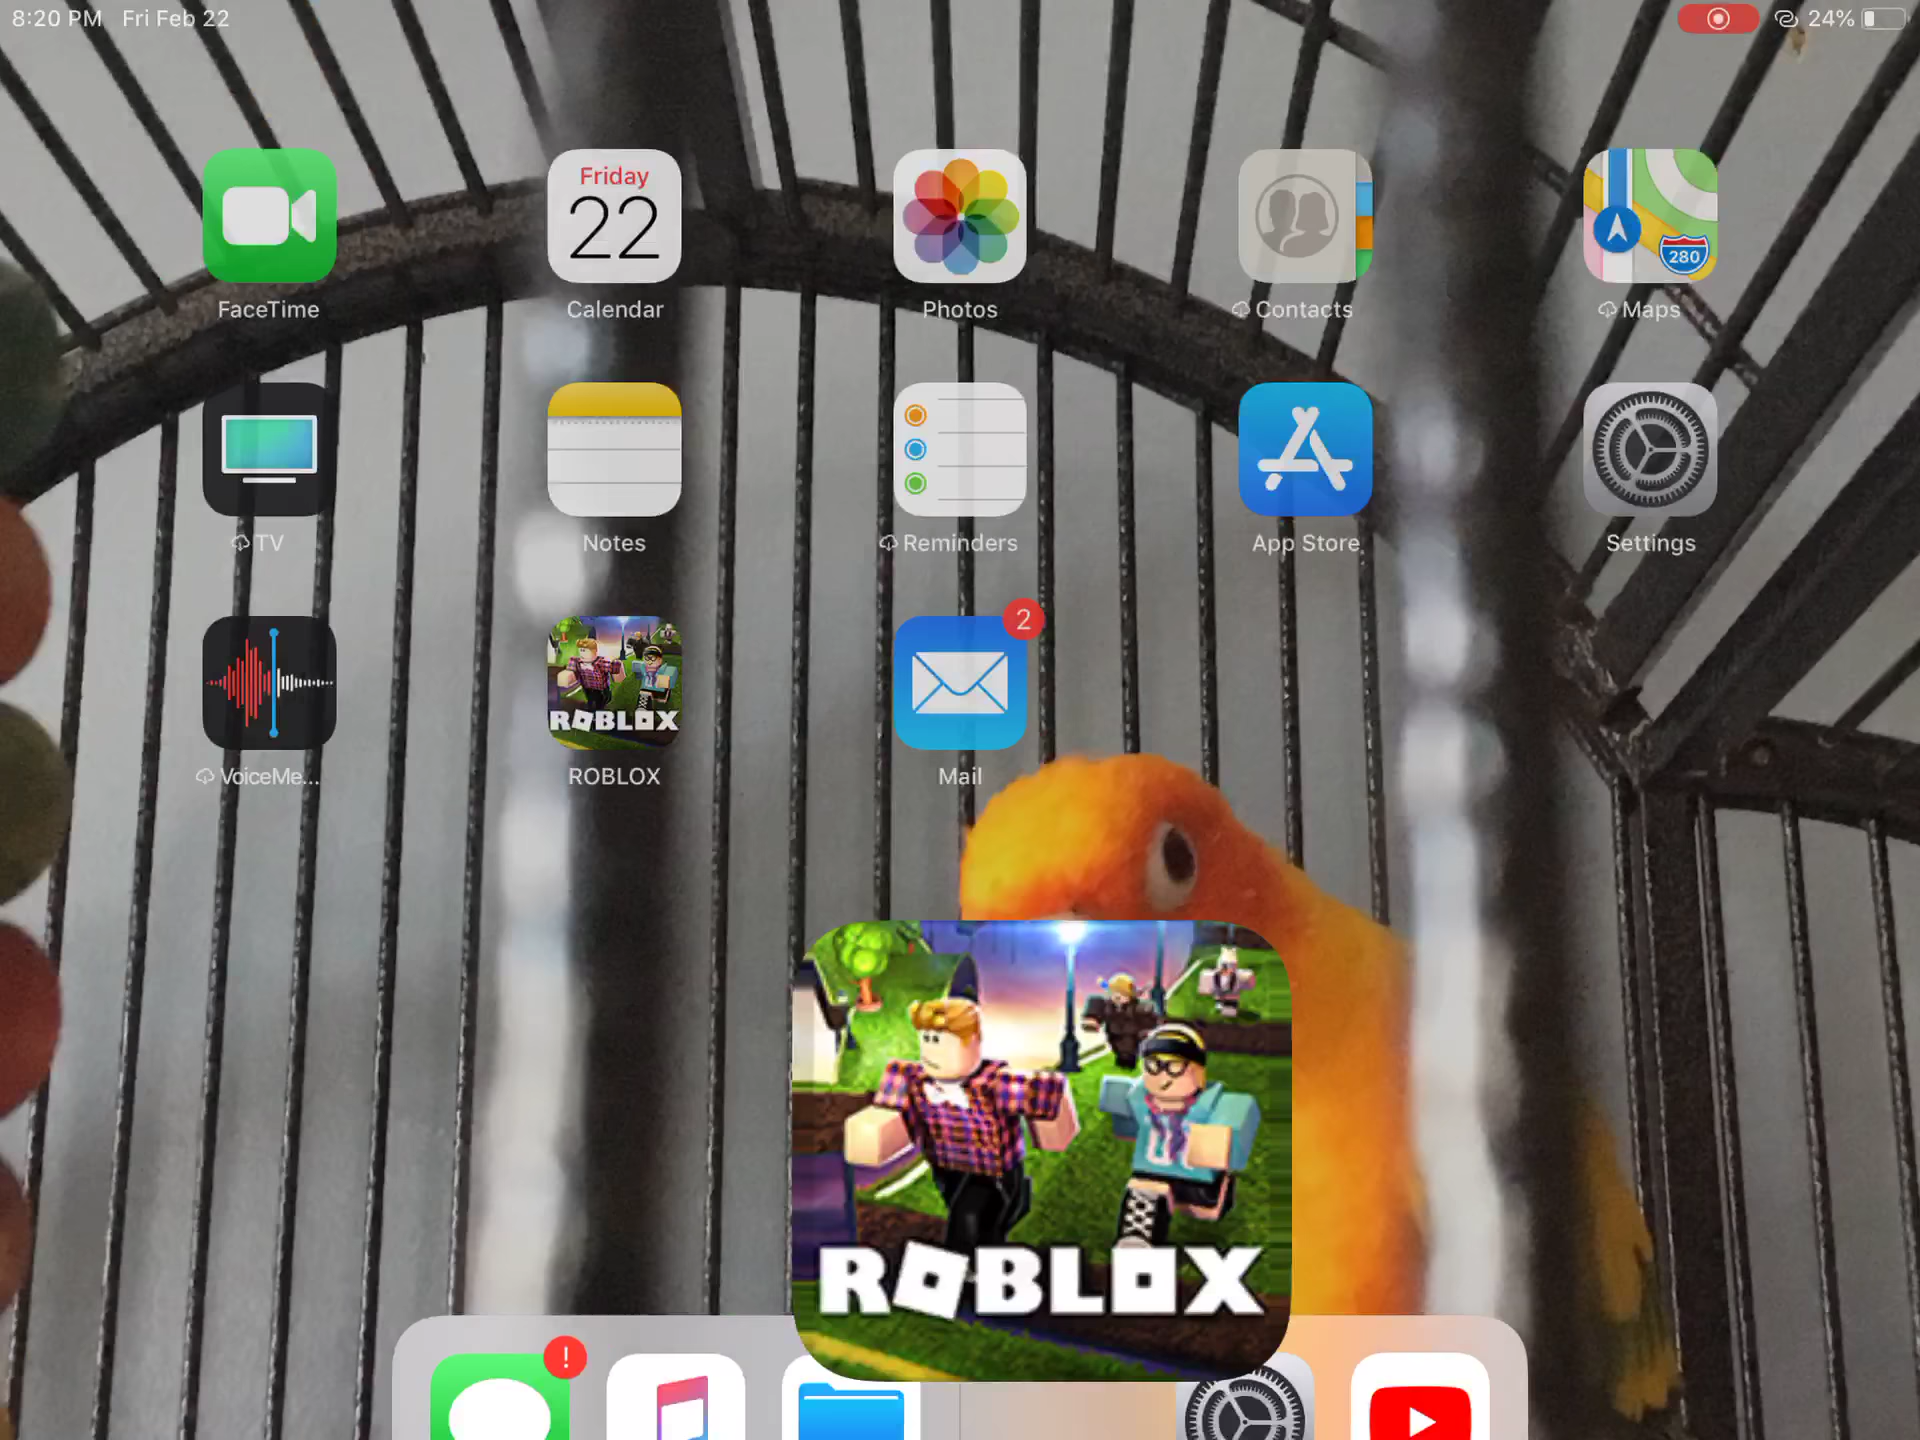 8:20 PM Fri Feb 22
24%
Friday
22
280
FaceTime
Calendar
Photos
Contacts
Maps
TV
Notes
Reminders
App Store
Settings
ROBLOX
2
VoiceMe...
ROBLOX
Mail
ROBLOX
!